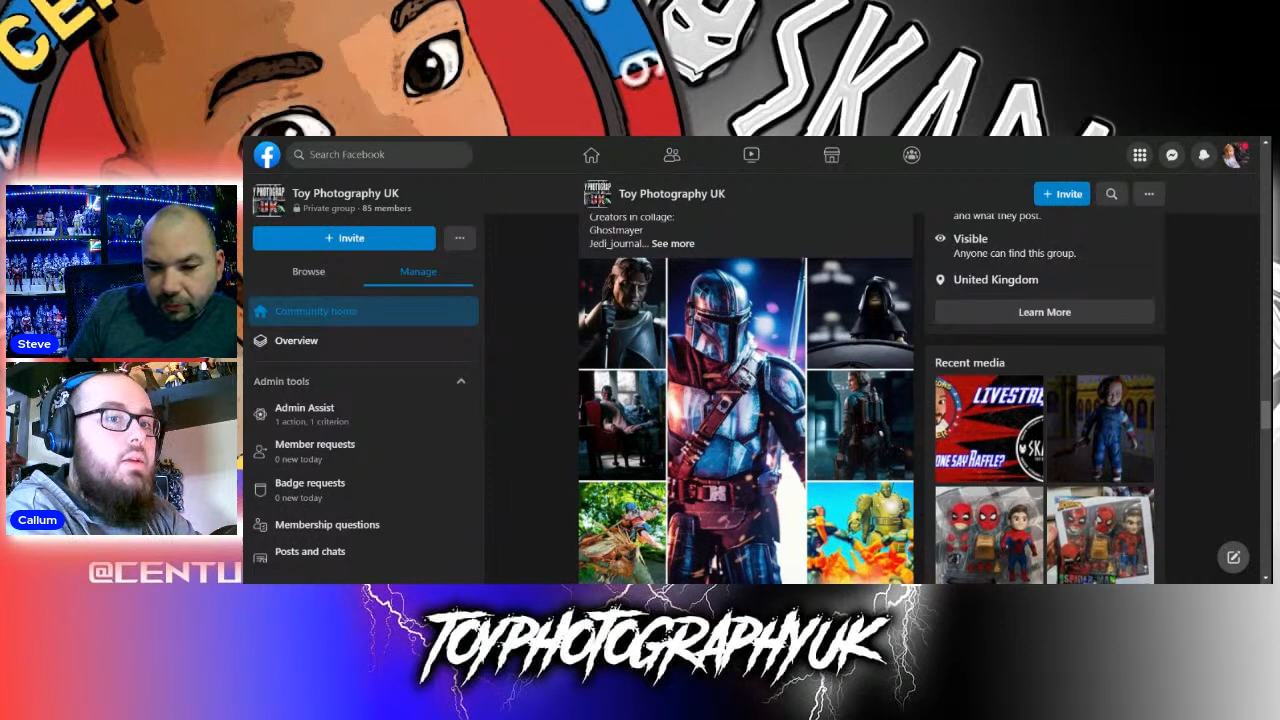 Search Facebook
Toy Photography UK
Private group · 85 members
+ Invite
Browse
Manage
Community home
Overview
Admin tools
Admin Assist
1 action, 1 criterion
Member requests
0 new today
Badge requests
0 new today
Membership questions
Posts and chats
Toy Photography UK
+ Invite
Creators in collage:
Ghostmayer
Jedi_journal... See more
and what they post.
Visible
Anyone can find this group.
United Kingdom
Learn More
Recent media
LIVESTR
ONE SAY RAFFLE?
Steve
Callum
@CENTU
TOYPHOTOGRAPHYUK